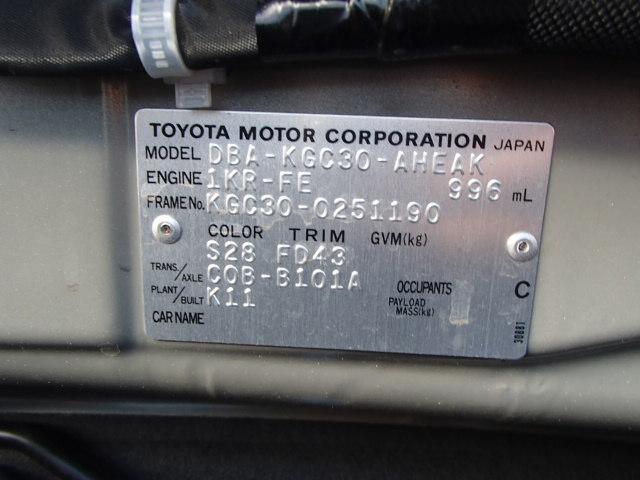 TOYOTA MOTOR CORPORATION JAPAN
MODEL DBA-KGC30-AHEAK
ENGINE 1KR-FE 996 mL
FRAME No. KGC30-0251190
COLOR TRIM GVM(kg)
S28 FD43
TRANS./AXLE C0B-B101A OCCUPANTS C
PLANT/BUILT K11 PAYLOAD MASS(kg)
CAR NAME